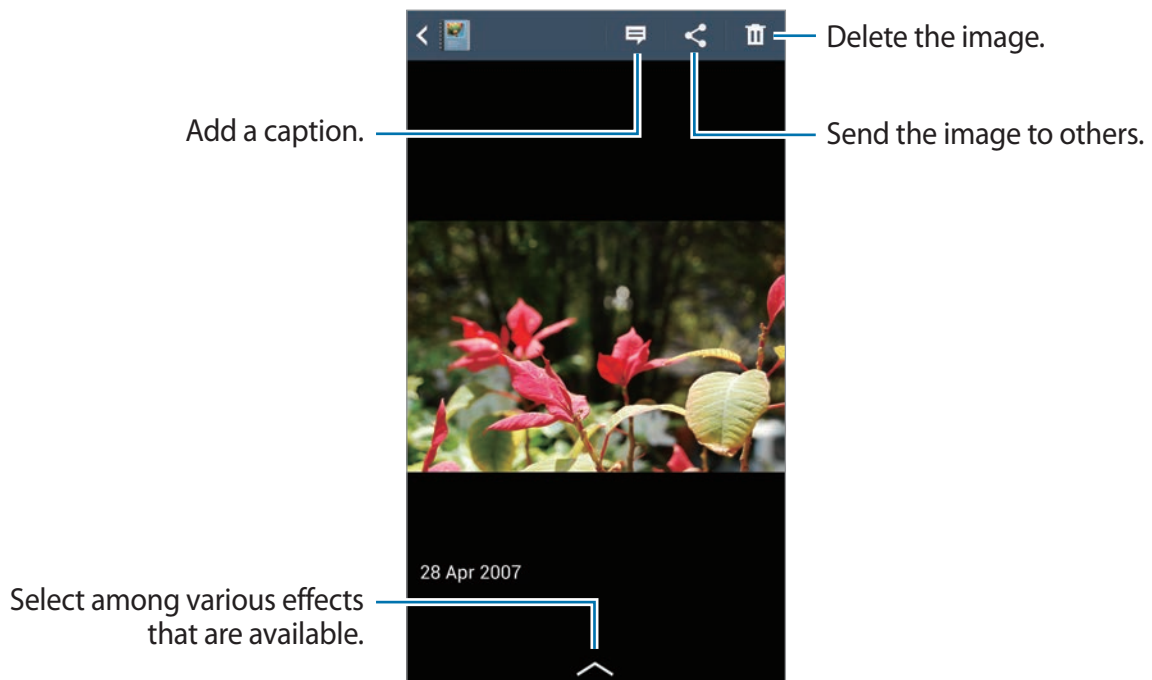 Delete the image.
Add a caption.
Send the image to others.
28 Apr 2007
Select among various effects
that are available.